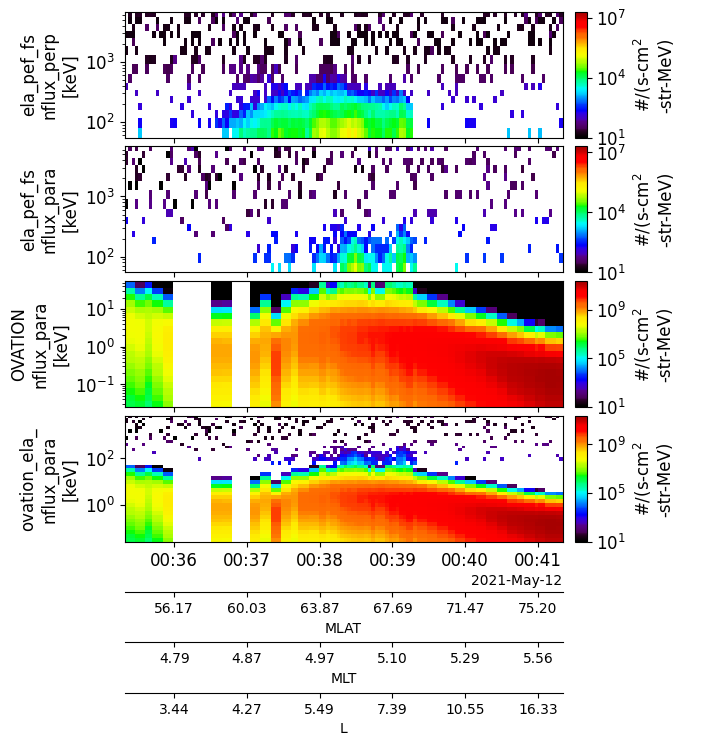 ela_pef_fs
nflux_perp
[keV]
10^3
10^2
10^7
10^4
10^1
#/(s-cm^2
-str-MeV)
ela_pef_fs
nflux_para
[keV]
10^3
10^2
10^7
10^4
10^1
#/(s-cm^2
-str-MeV)
OVATION
nflux_para
[keV]
10^1
10^0
10^−1
10^9
10^5
10^1
#/(s-cm^2
-str-MeV)
ovation_ela_
nflux_para
[keV]
10^2
10^0
10^9
10^5
10^1
#/(s-cm^2
-str-MeV)
00:36 00:37 00:38 00:39 00:40 00:41
2021-May-12
56.17 60.03 63.87 67.69 71.47 75.20
MLAT
4.79 4.87 4.97 5.10 5.29 5.56
MLT
3.44 4.27 5.49 7.39 10.55 16.33
L